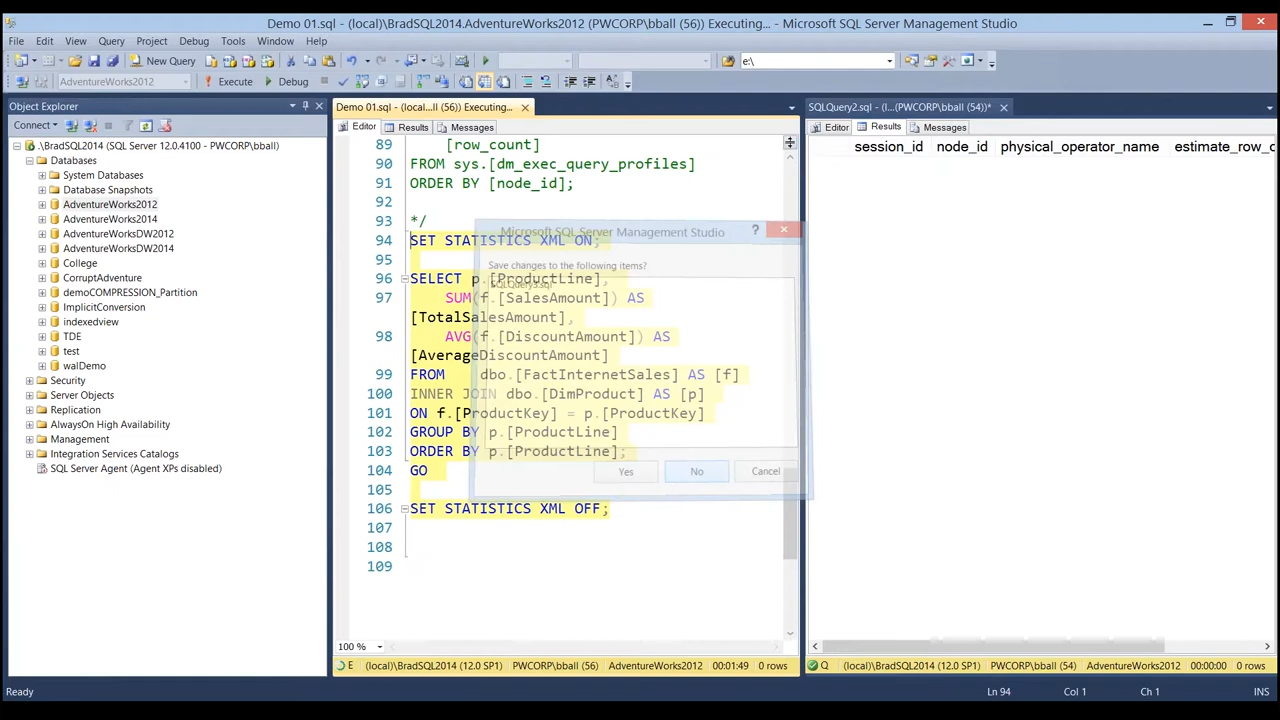 Demo 01.sql - (local)\BradSQL2014.AdventureWorks2012 (PWCORP\bball (56)) Executing... - Microsoft SQL Server Management Studio
File Edit View Query Project Debug Tools Window Help
New Query
e:\
AdventureWorks2012
Execute
Debug
Object Explorer
Connect
.\BradSQL2014 (SQL Server 12.0.4100 - PWCORP\bball)
Databases
System Databases
Database Snapshots
AdventureWorks2012
AdventureWorks2014
AdventureWorksDW2012
AdventureWorksDW2014
College
CorruptAdventure
demoCOMPRESSION_Partition
ImplicitConversion
indexedview
TDE
test
walDemo
Security
Server Objects
Replication
AlwaysOn High Availability
Management
Integration Services Catalogs
SQL Server Agent (Agent XPs disabled)
Demo 01.sql - (local...ll (56)) Executing...
Editor Results Messages
89 [row_count]
90 FROM sys.[dm_exec_query_profiles]
91 ORDER BY [node_id];
92
93 */
94 SET STATISTICS XML ON;
95
96 SELECT p.[ProductLine],
97 SUM(f.[SalesAmount]) AS
[TotalSalesAmount],
98 AVG(f.[DiscountAmount]) AS
[AverageDiscountAmount]
99 FROM dbo.[FactInternetSales] AS [f]
100 INNER JOIN dbo.[DimProduct] AS [p]
101 ON f.[ProductKey] = p.[ProductKey]
102 GROUP BY p.[ProductLine]
103 ORDER BY p.[ProductLine];
104 GO
105
106 SET STATISTICS XML OFF;
107
108
109
Microsoft SQL Server Management Studio
?
Save changes to the following items?
SQLQuery3.sql
Yes
No
Cancel
100 %
E (local)\BradSQL2014 (12.0 SP1) PWCORP\bball (56) AdventureWorks2012 00:01:49 0 rows
SQLQuery2.sql - (l...(PWCORP\bball (54))*
Editor Results Messages
session_id node_id physical_operator_name estimate_row_c
Q (local)\BradSQL2014 (12.0 SP1) PWCORP\bball (54) AdventureWorks2012 00:00:00 0 rows
Ready
Ln 94 Col 1 Ch 1 INS